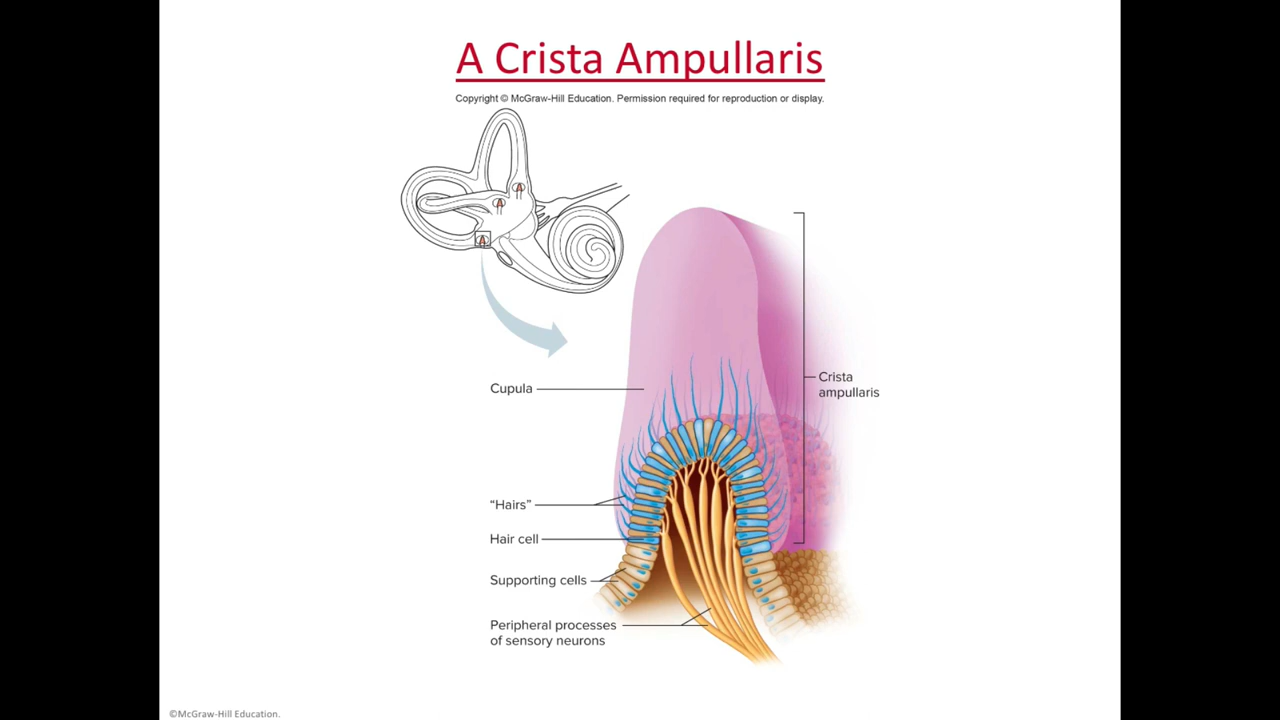 A Crista Ampullaris
Copyright © McGraw-Hill Education. Permission required for reproduction or display.
A
A
A
Cupula
Crista
ampullaris
“Hairs”
Hair cell
Supporting cells
Peripheral processes
of sensory neurons
©McGraw-Hill Education.